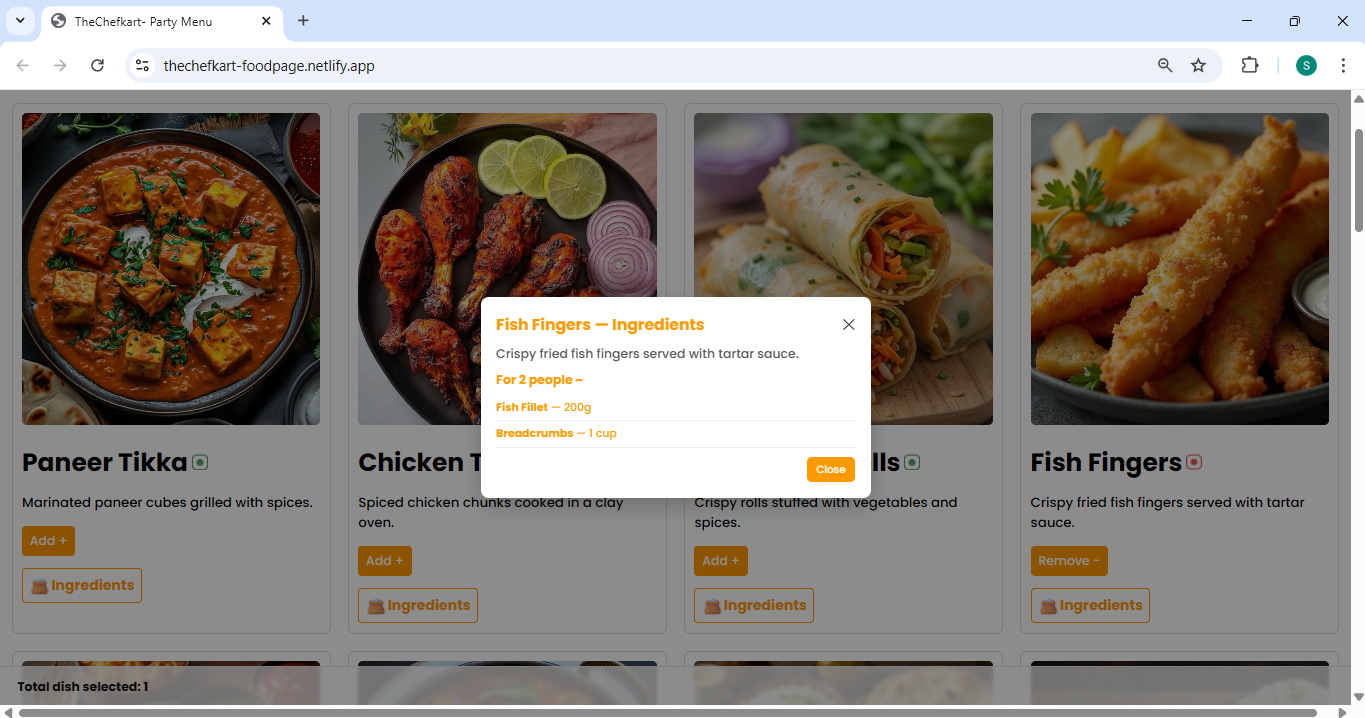 TheChefkart- Party Menu
thechefkart-foodpage.netlify.app
S
Fish Fingers — Ingredients
Crispy fried fish fingers served with tartar sauce.
For 2 people ~
Fish Fillet — 200g
Breadcrumbs — 1 cup
Close
Paneer Tikka
Marinated paneer cubes grilled with spices.
Add +
Ingredients
Chicken T
Spiced chicken chunks cooked in a clay
oven.
Add +
Ingredients
lls
Crispy rolls stuffed with vegetables and
spices.
Add +
Ingredients
Fish Fingers
Crispy fried fish fingers served with tartar
sauce.
Remove -
Ingredients
Total dish selected: 1